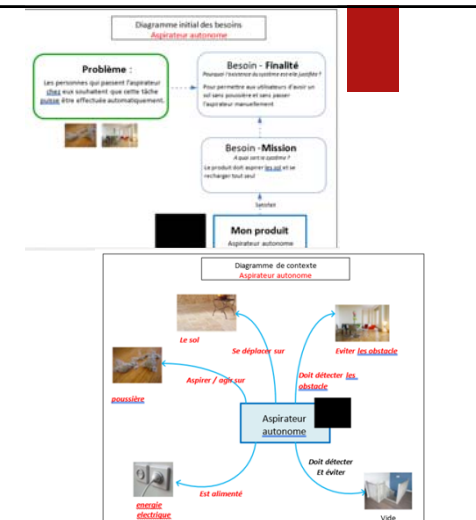 Diagramme initial des besoins
Aspirateur autonome
Problème :
Les personnes qui passent l'aspirateur
chez eux souhaitent que cette tâche
puisse être effectuée automatiquement.
Besoin - Finalité
Pourquoi l'existence du système est-elle justifiée ?
Pour permettre aux utilisateurs d'avoir un
sol sans poussière et sans passer
l'aspirateur manuellement
Besoin - Mission
A quoi sert le système ?
Le produit doit aspirer les sol et se
recharger tout seul
Satisfait
Mon produit
Aspirateur autonome
Diagramme de contexte
Aspirateur autonome
Le sol
Se déplacer sur
Eviter les obstacle
Aspirer / agir sur
Doit détecter les
obstacle
poussière
Aspirateur
autonome
Doit détecter
Et éviter
Est alimenté
energie
electrique
Vide